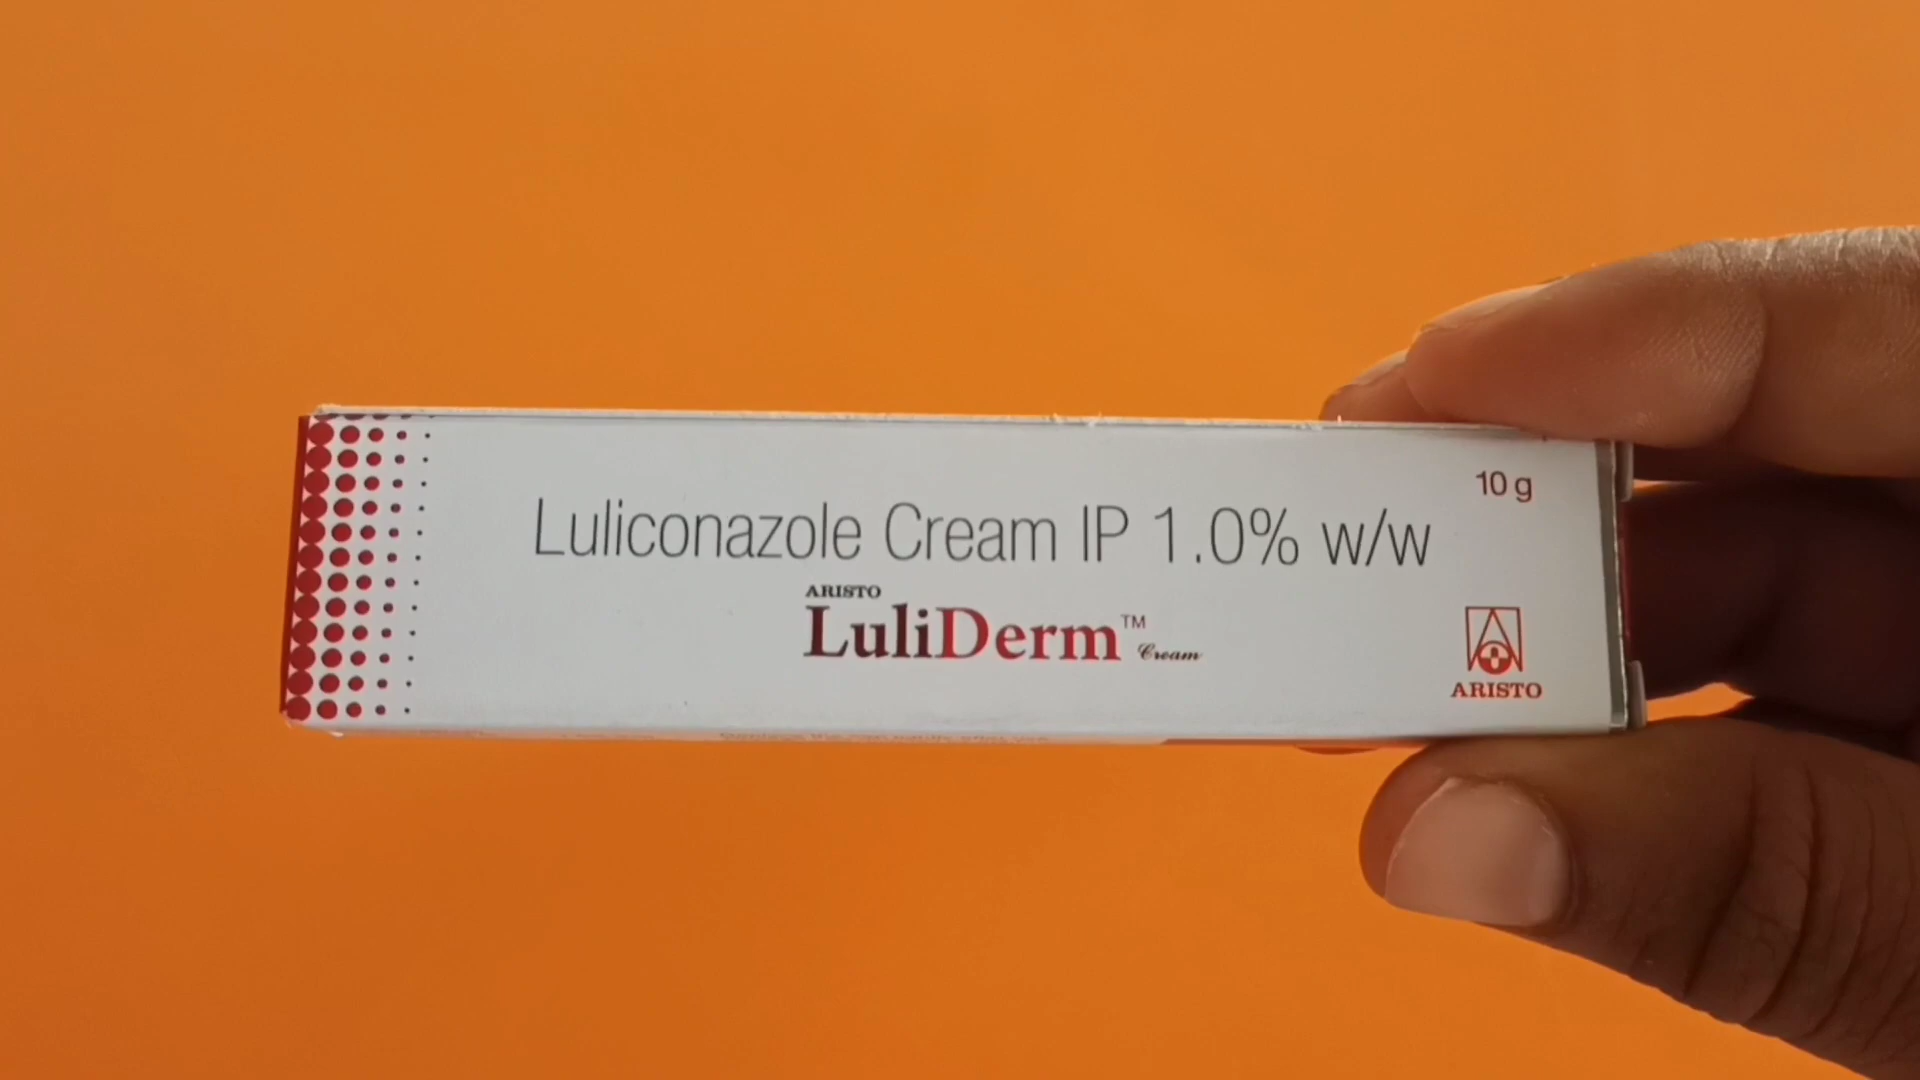 10 g
Luliconazole Cream IP 1.0% w/w
ARISTO
LuliDerm™ Cream
ARISTO